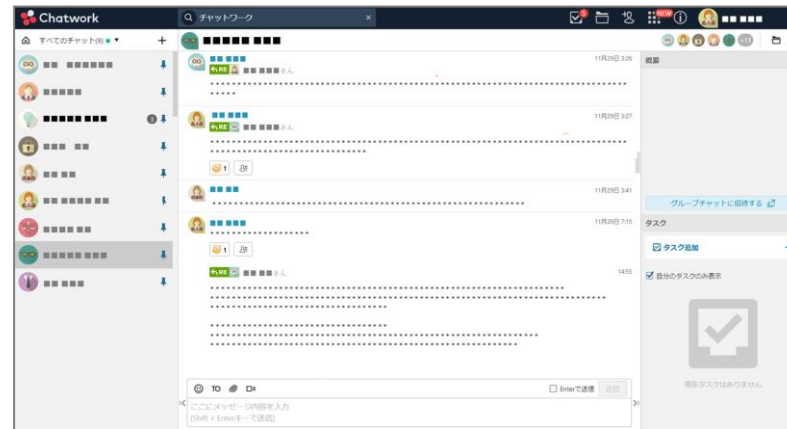 Chatwork
チャットワーク
×
5
NEW
すべてのチャット(9)
+11
11月29日 3:26
RE
さん
11月29日 3:27
RE
さん
1
11月29日 3:41
11月29日 7:15
1
RE
さん
14:55
TO
Enterで送信
送信
ここにメッセージ内容を入力
(Shift + Enterキーで送信)
概要
グループチャットに招待する
タスク
タスク追加
自分のタスクのみ表示
現在タスクはありません